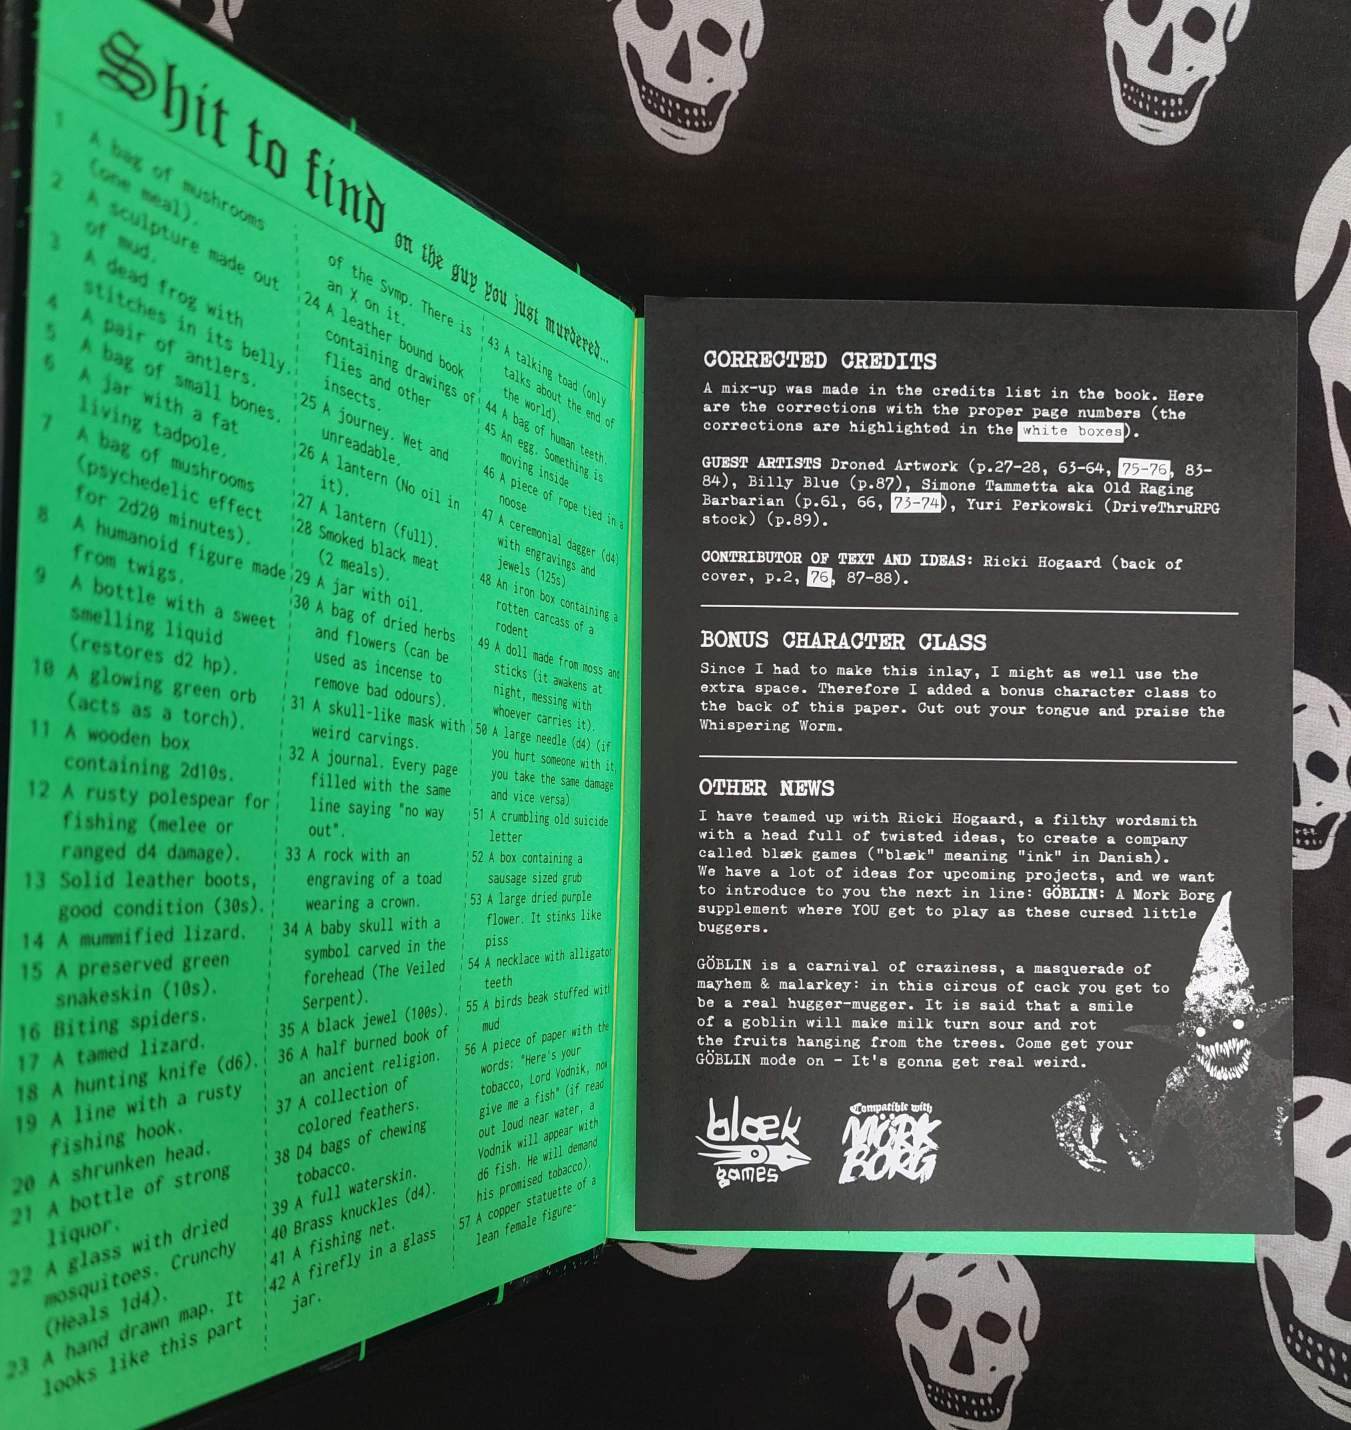 Shit to find on the guy you just murdered...
1 A bag of mushrooms
(one meal).
2 A sculpture made out
of mud.
3 A dead frog with
stitches in its belly.
4 A pair of antlers.
5 A bag of small bones.
6 A jar with a fat
living tadpole.
7 A bag of mushrooms
(psychedelic effect
for 2d20 minutes).
8 A humanoid figure made
from twigs.
9 A bottle with a sweet
smelling liquid
(restores d2 hp).
10 A glowing green orb
(acts as a torch).
11 A wooden box
containing 2d10s.
12 A rusty polespear for
fishing (melee or
ranged d4 damage).
13 Solid leather boots,
good condition (30s).
14 A mummified lizard.
15 A preserved green
snakeskin (10s).
16 Biting spiders.
17 A tamed lizard.
18 A hunting knife (d6).
19 A line with a rusty
fishing hook.
20 A shrunken head.
21 A bottle of strong
liquor.
22 A glass with dried
mosquitoes. Crunchy
(Heals 1d4).
23 A hand drawn map. It
looks like this part
of the Svmp. There is
an X on it.
24 A leather bound book
containing drawings of
flies and other
insects.
25 A journey. Wet and
unreadable.
26 A lantern (No oil in
it).
27 A lantern (full).
28 Smoked black meat
(2 meals).
29 A jar with oil.
30 A bag of dried herbs
and flowers (can be
used as incense to
remove bad odours).
31 A skull-like mask with
weird carvings.
32 A journal. Every page
filled with the same
line saying "no way
out".
33 A rock with an
engraving of a toad
wearing a crown.
34 A baby skull with a
symbol carved in the
forehead (The Veiled
Serpent).
35 A black jewel (100s).
36 A half burned book of
an ancient religion.
37 A collection of
colored feathers.
38 D4 bags of chewing
tobacco.
39 A full waterskin.
40 Brass knuckles (d4).
41 A fishing net.
42 A firefly in a glass
jar.
43 A talking toad (only
talks about the end of
the world).
44 A bag of human teeth.
45 An egg. Something is
moving inside
46 A piece of rope tied in a
noose
47 A ceremonial dagger (d4)
with engravings and
jewels (125s)
48 An iron box containing a
rotten carcass of a
rodent
49 A doll made from moss and
sticks (it awakens at
night, messing with
whoever carries it).
50 A large needle (d4) (if
you hurt someone with it,
you take the same damage
and vice versa)
51 A crumbling old suicide
letter
52 A box containing a
sausage sized grub
53 A large dried purple
flower. It stinks like
piss
54 A necklace with alligator
teeth
55 A birds beak stuffed with
mud
56 A piece of paper with the
words: "Here's your
tobacco, Lord Vodnik, now
give me a fish" (if read
out loud near water, a
Vodnik will appear with
d6 fish. He will demand
his promised tobacco).
57 A copper statuette of a
lean female figure-
CORRECTED CREDITS
A mix-up was made in the credits list in the book. Here
are the corrections with the proper page numbers (the
corrections are highlighted in the white boxes).
GUEST ARTISTS Droned Artwork (p.27-28, 63-64, 75-76, 83-
84), Billy Blue (p.87), Simone Tammetta aka Old Raging
Barbarian (p.61, 66, 73-74), Yuri Perkowski (DriveThruRPG
stock) (p.89).
CONTRIBUTOR OF TEXT AND IDEAS: Ricki Hogaard (back of
cover, p.2, 76, 87-88).
BONUS CHARACTER CLASS
Since I had to make this inlay, I might as well use the
extra space. Therefore I added a bonus character class to
the back of this paper. Cut out your tongue and praise the
Whispering Worm.
OTHER NEWS
I have teamed up with Ricki Hogaard, a filthy wordsmith
with a head full of twisted ideas, to create a company
called blæk games ("blæk" meaning "ink" in Danish).
We have a lot of ideas for upcoming projects, and we want
to introduce to you the next in line: GÖBLIN: A Mork Borg
supplement where YOU get to play as these cursed little
buggers.
GÖBLIN is a carnival of craziness, a masquerade of
mayhem & malarkey: in this circus of cack you get to
be a real hugger-mugger. It is said that a smile
of a goblin will make milk turn sour and rot
the fruits hanging from the trees. Come get your
GÖBLIN mode on - It's gonna get real weird.
blæk
games
Compatible with
MÖRK
BORG